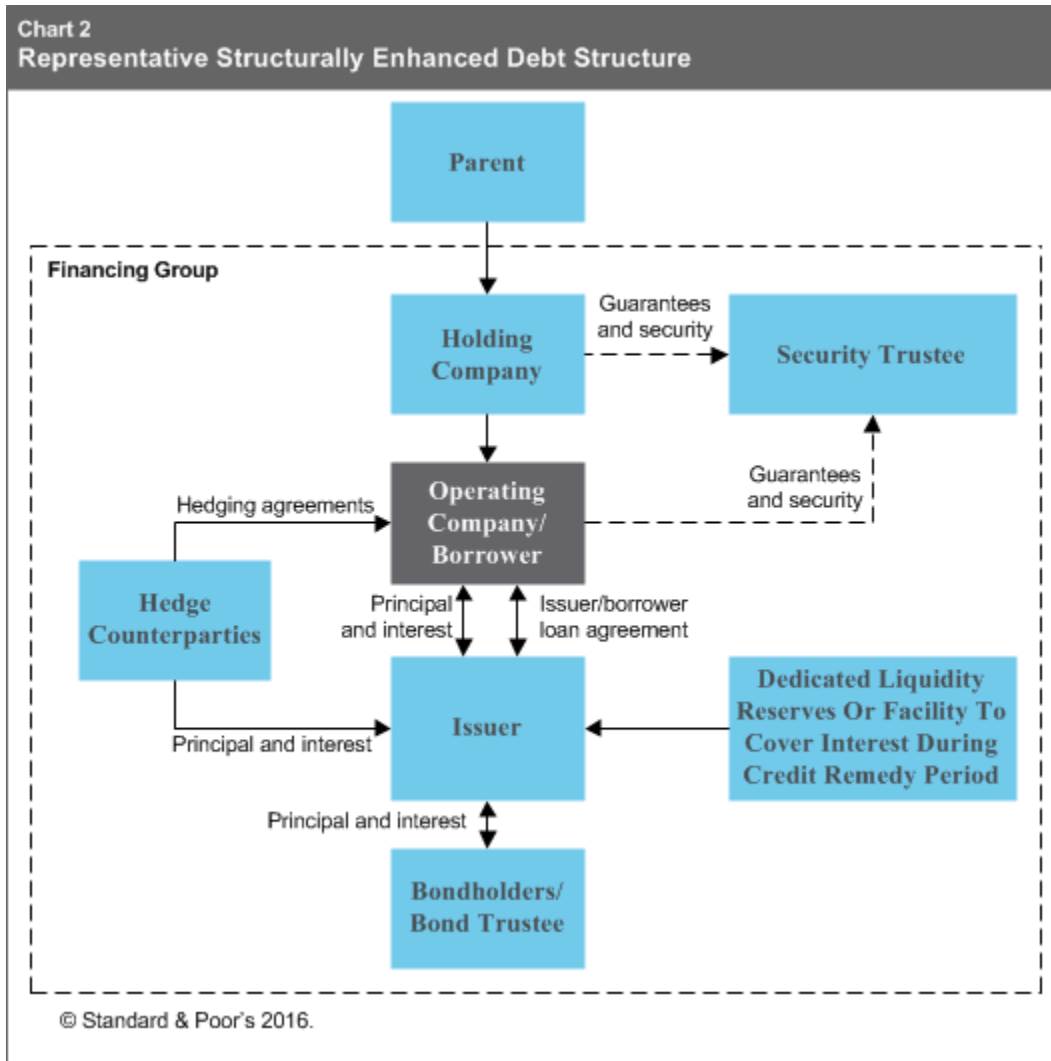 Chart 2
Representative Structurally Enhanced Debt Structure
Parent
Financing Group
Holding
Company
Guarantees
and security
Security Trustee
Operating
Company/
Borrower
Guarantees
and security
Hedging agreements
Hedge
Counterparties
Principal
and interest
Issuer/borrower
loan agreement
Principal and interest
Issuer
Dedicated Liquidity
Reserves Or Facility To
Cover Interest During
Credit Remedy Period
Principal and interest
Bondholders/
Bond Trustee
© Standard & Poor's 2016.